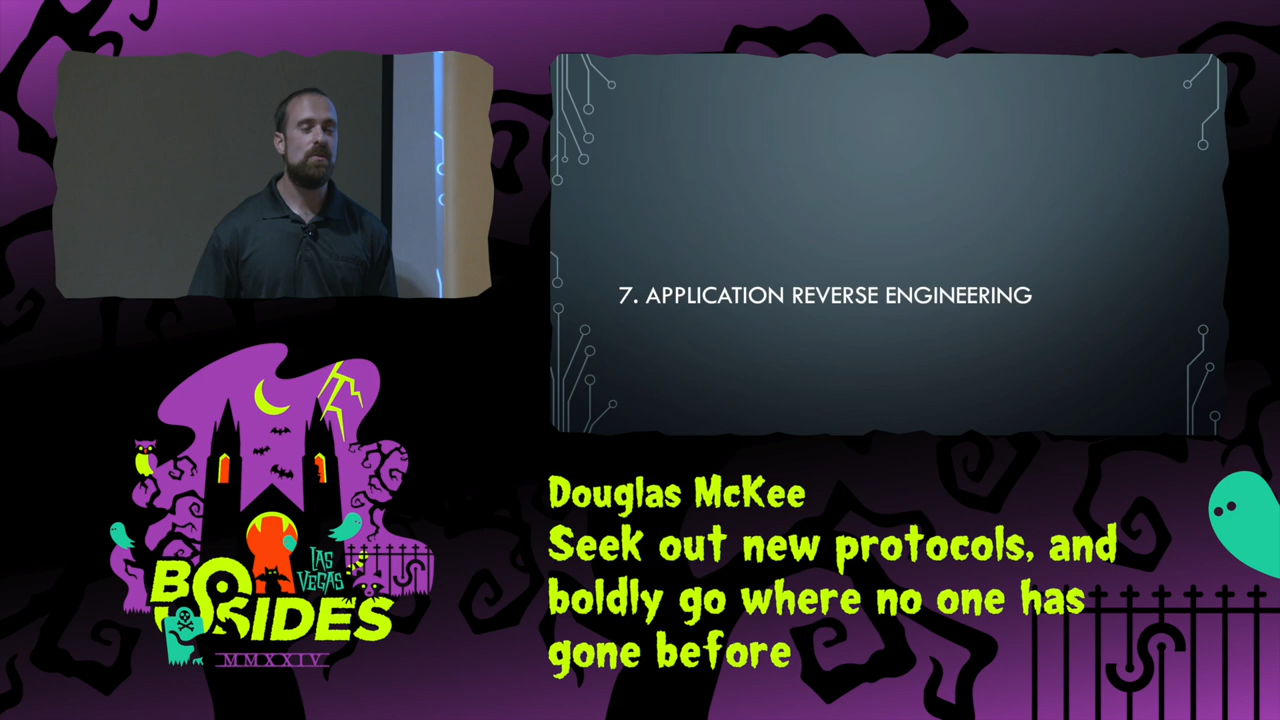 7. APPLICATION REVERSE ENGINEERING
LAS
VEGAS
BSIDES
MMXXIV
Douglas McKee
Seek out new protocols, and
boldly go where no one has
gone before